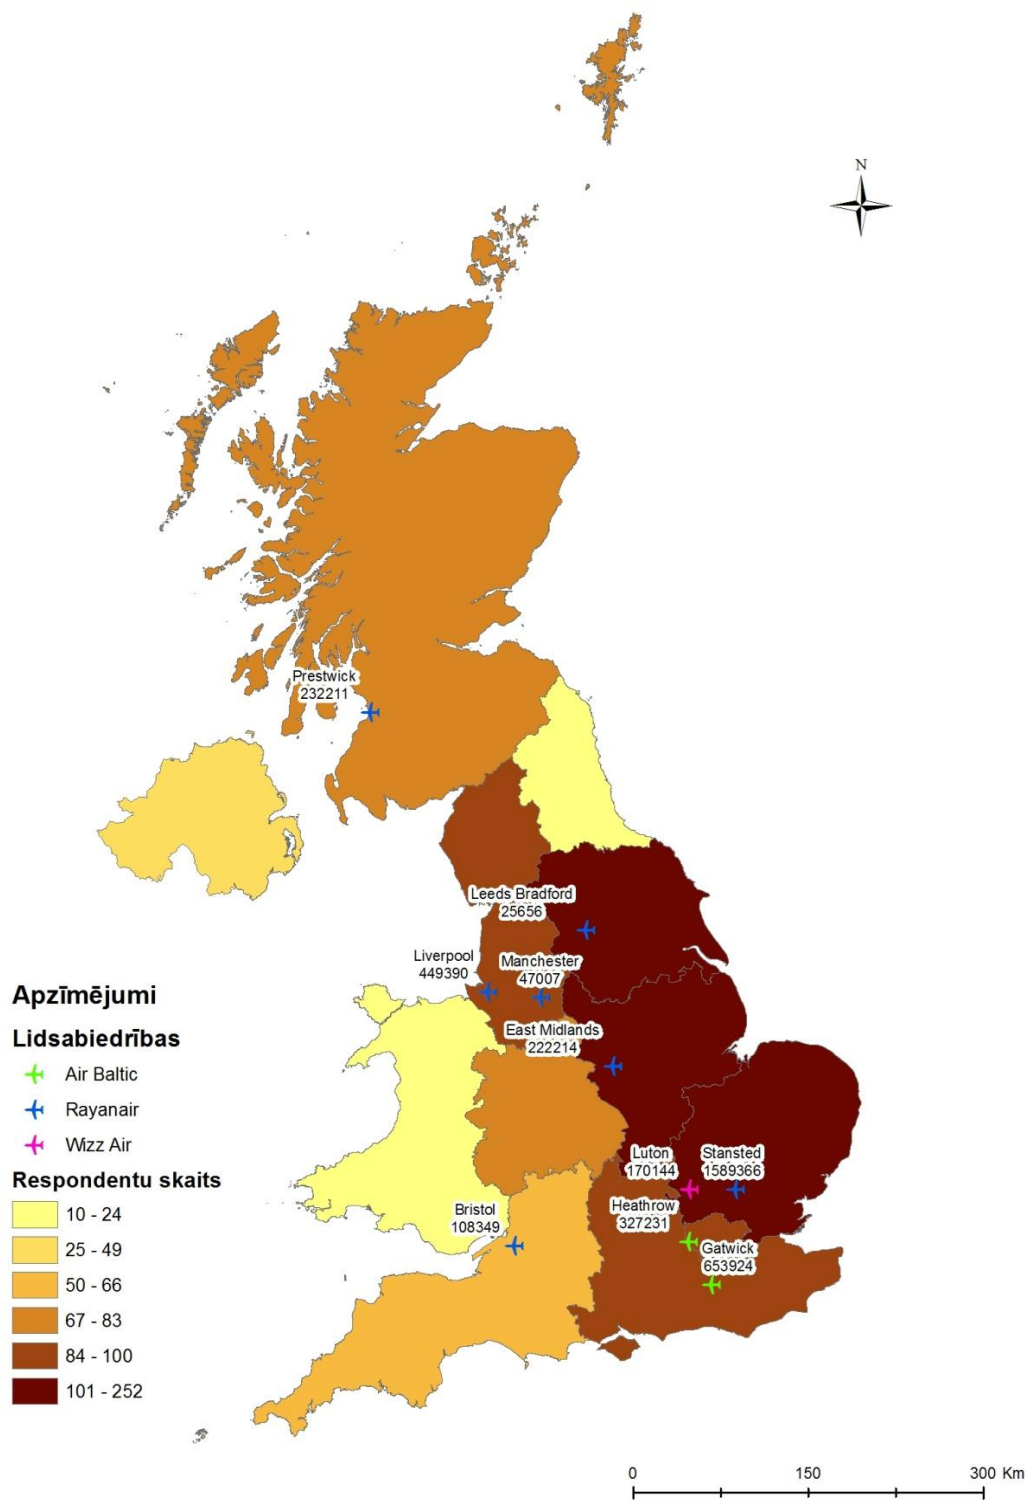 N
Prestwick
232211
Leeds Bradford
25656
Liverpool
449390
Manchester
47007
East Midlands
222214
Luton
170144
Stansted
1589366
Heathrow
327231
Gatwick
653924
Bristol
108349
Apzīmējumi
Lidsabiedrības
Air Baltic
Rayanair
Wizz Air
Respondentu skaits
10 - 24
25 - 49
50 - 66
67 - 83
84 - 100
101 - 252
0 150 300 Km